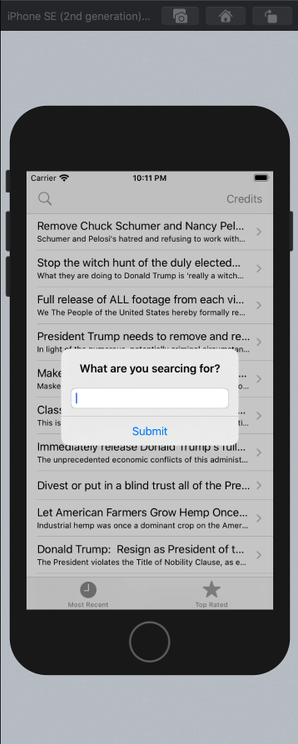 iPhone SE (2nd generation)...
Carrier 10:11 PM
Credits
Remove Chuck Schumer and Nancy Pel...
Schumer and Pelosi's hatred and refusing to work with...
Stop the witch hunt of the duly elected...
What they are doing to Donald Trump is 'really a witch...
Full release of ALL footage from each vi...
We The People of the United States hereby formally re...
President Trump needs to remove and re...
In light of
Make
Maske
What are you searcing for?
Class
This is
Submit
Immediately release Donald Trump's full...
The unprecedented economic conflicts of this administ...
Divest or put in a blind trust all of the Pre...
Let American Farmers Grow Hemp Once...
Industrial hemp was once a dominant crop on the Amer...
Donald Trump: Resign as President of t...
The President violates the Title of Nobility Clause, as e...
Most Recent
Top Rated